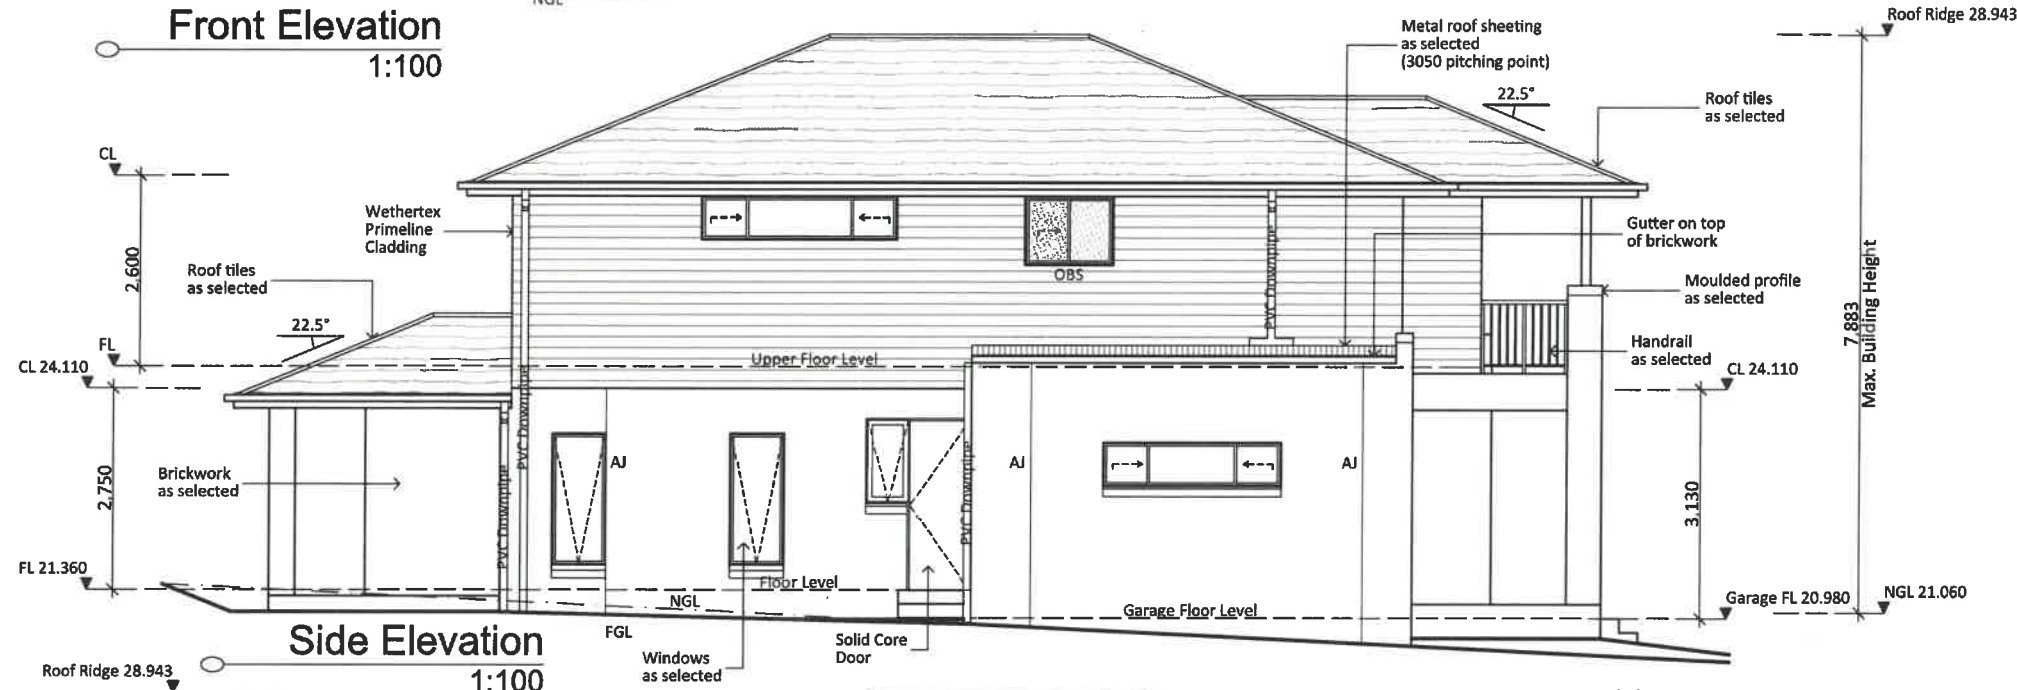 NGL
Front Elevation
1:100
Metal roof sheeting
as selected
(3050 pitching point)
Roof Ridge 28.943
22.5°
Roof tiles
as selected
CL
2,600
Wethertex
Primeline
Cladding
Gutter on top
of brickwork
OBS
PVC Downpipe
Roof tiles
as selected
Moulded profile
as selected
7,883
Max. Building Height
22.5°
FL
Upper Floor Level
Handrail
as selected
CL 24.110
CL 24.110
PVC Downpipe
AJ
AJ
AJ
PVC Downpipe
PVC Downpipe
Brickwork
as selected
2,750
3,130
FL 21.360
Floor Level
NGL
Garage Floor Level
Garage FL 20.980
NGL 21.060
Side Elevation
1:100
FGL
Solid Core
Door
Windows
as selected
Roof Ridge 28.943